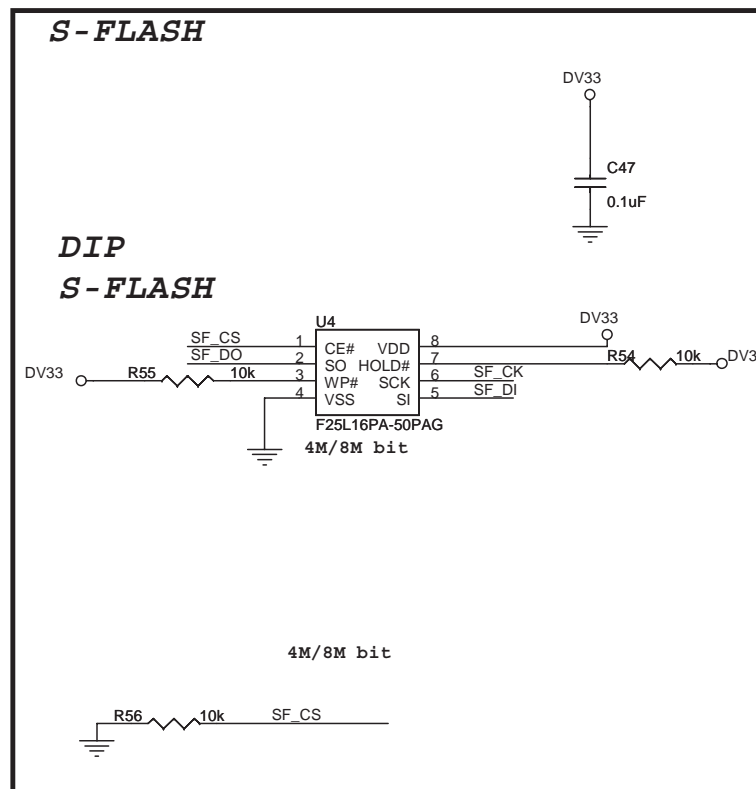 S-FLASH
DV33
C47
0.1uF
DIP
S-FLASH
U4
DV33
SF_CS 1 CE# VDD 8
SF_DO 2 SO HOLD# 7 R54 10k DV3
DV33 R55 10k 3 WP# SCK 6 SF_CK
4 VSS SI 5 SF_DI
F25L16PA-50PAG
4M/8M bit
4M/8M bit
R56 10k SF_CS